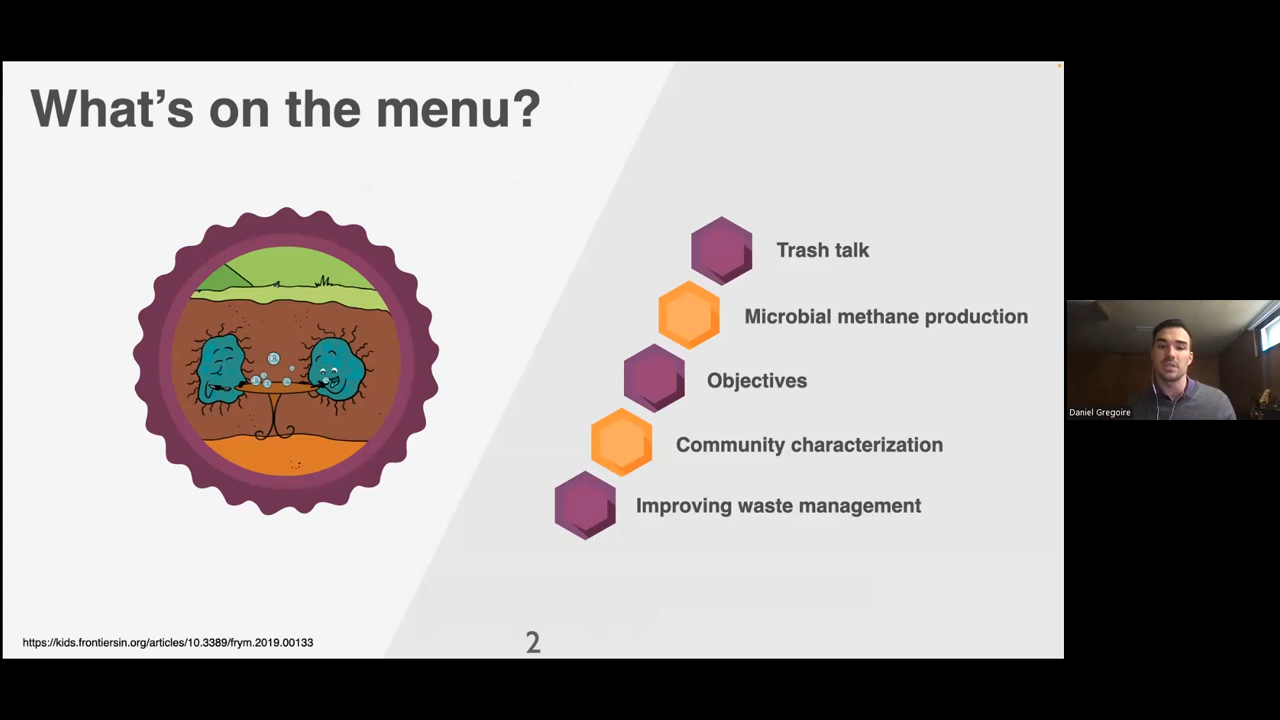 What's on the menu?
Trash talk
Microbial methane production
Objectives
Community characterization
Improving waste management
https://kids.frontiersin.org/articles/10.3389/frym.2019.00133
2
Daniel Gregoire